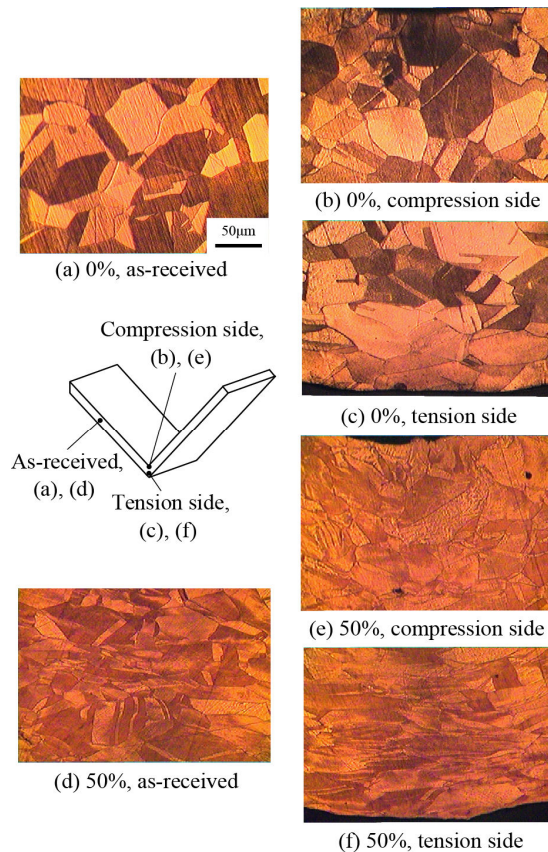 50μm
(a) 0%, as-received
(b) 0%, compression side
(c) 0%, tension side
Compression side,
(b), (e)
As-received,
(a), (d)
Tension side,
(c), (f)
(d) 50%, as-received
(e) 50%, compression side
(f) 50%, tension side